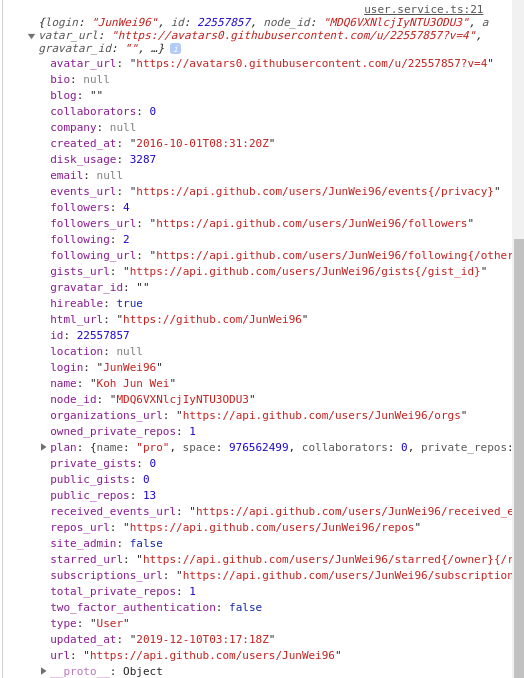 user.service.ts:21
{login: "JunWei96", id: 22557857, node_id: "MDQ6VXNlcjIyNTU3ODU3", a
vatar_url: "https://avatars0.githubusercontent.com/u/22557857?v=4",
gravatar_id: "", …} i
avatar_url: "https://avatars0.githubusercontent.com/u/22557857?v=4"
bio: null
blog: ""
collaborators: 0
company: null
created_at: "2016-10-01T08:31:20Z"
disk_usage: 3287
email: null
events_url: "https://api.github.com/users/JunWei96/events{/privacy}"
followers: 4
followers_url: "https://api.github.com/users/JunWei96/followers"
following: 2
following_url: "https://api.github.com/users/JunWei96/following{/other
gists_url: "https://api.github.com/users/JunWei96/gists{/gist_id}"
gravatar_id: ""
hireable: true
html_url: "https://github.com/JunWei96"
id: 22557857
location: null
login: "JunWei96"
name: "Koh Jun Wei"
node_id: "MDQ6VXNlcjIyNTU3ODU3"
organizations_url: "https://api.github.com/users/JunWei96/orgs"
owned_private_repos: 1
plan: {name: "pro", space: 976562499, collaborators: 0, private_repos:
private_gists: 0
public_gists: 0
public_repos: 13
received_events_url: "https://api.github.com/users/JunWei96/received_e
repos_url: "https://api.github.com/users/JunWei96/repos"
site_admin: false
starred_url: "https://api.github.com/users/JunWei96/starred{/owner}{/r
subscriptions_url: "https://api.github.com/users/JunWei96/subscription
total_private_repos: 1
two_factor_authentication: false
type: "User"
updated_at: "2019-12-10T03:17:18Z"
url: "https://api.github.com/users/JunWei96"
__proto__: Object